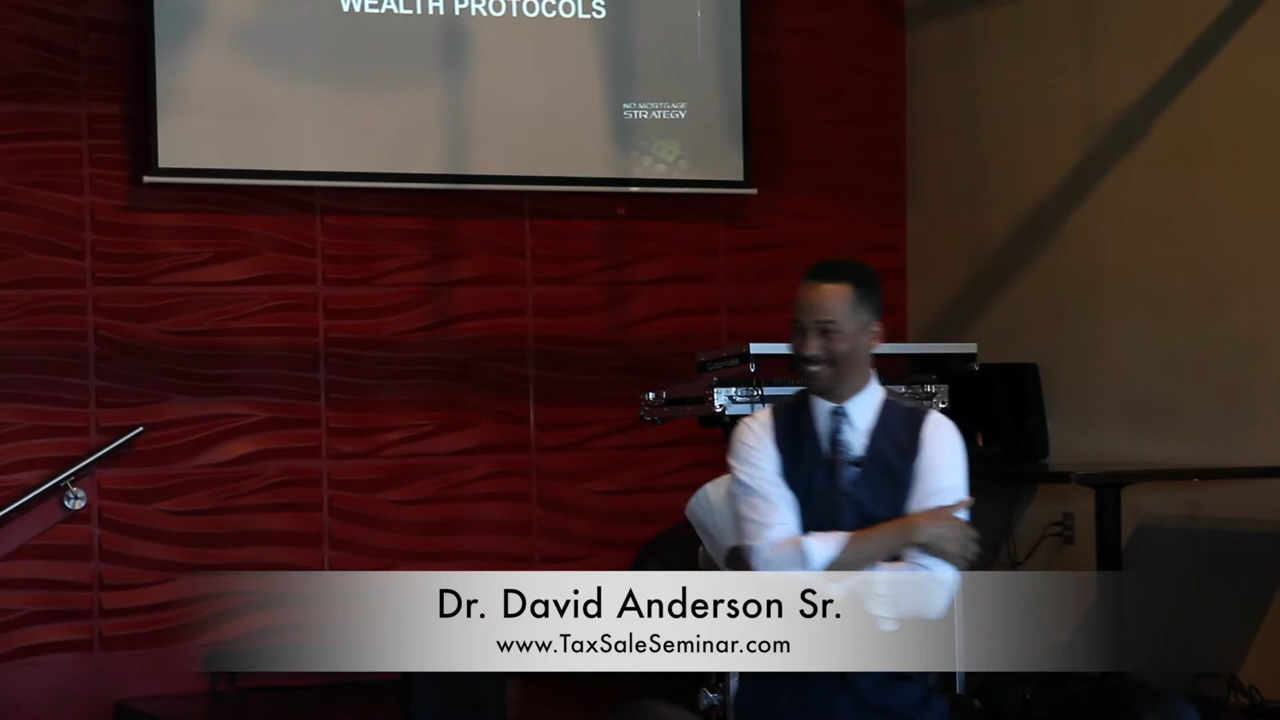 WEALTH PROTOCOLS
NO MORTGAGE
STRATEGY
Dr. David Anderson Sr.
www.TaxSaleSeminar.com